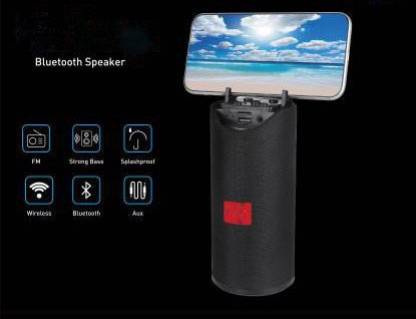 Bluetooth Speaker
FM
Strong Bass
Splashproof
Wireless
Bluetooth
Aux